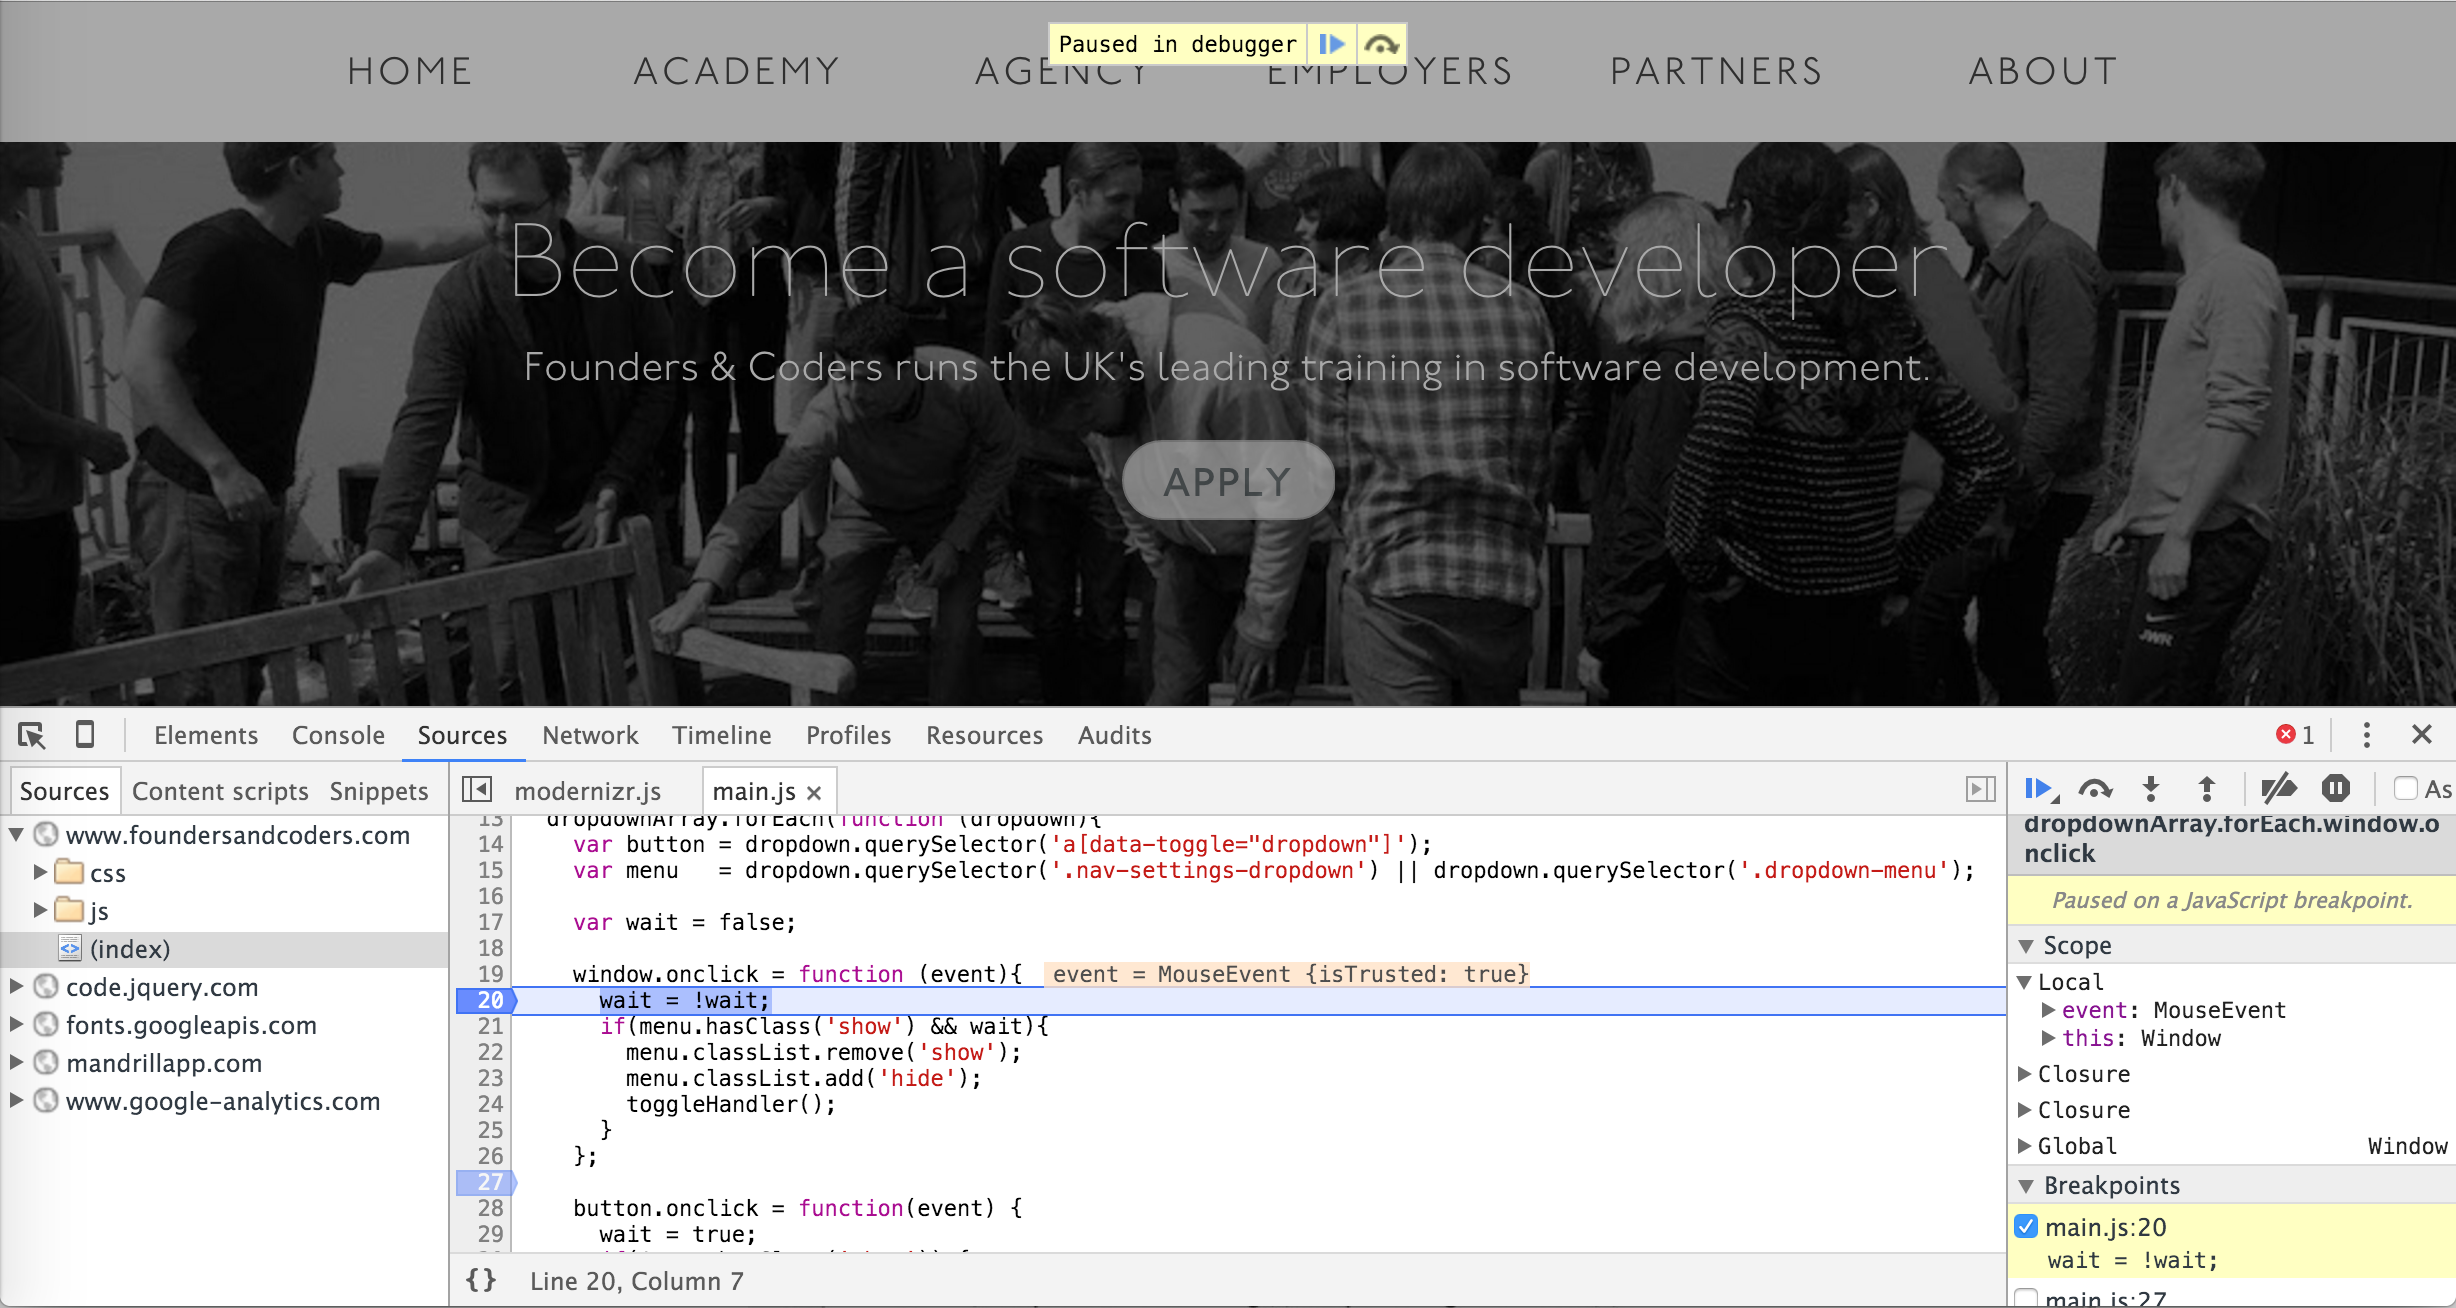 Paused in debugger
HOME ACADEMY AGENCY EMPLOYERS PARTNERS ABOUT
Become a software developer
Founders & Coders runs the UK's leading training in software development.
APPLY
JWR
Elements Console Sources Network Timeline Profiles Resources Audits 1
Sources Content scripts Snippets
modernizr.js main.js
As
www.foundersandcoders.com
css
js
(index)
code.jquery.com
fonts.googleapis.com
mandrillapp.com
www.google-analytics.com
13 dropdownArray.forEach(function (dropdown){
14 var button = dropdown.querySelector('a[data-toggle="dropdown"]');
15 var menu   = dropdown.querySelector('.nav-settings-dropdown') || dropdown.querySelector('.dropdown-menu');
16
17 var wait = false;
18
19 window.onclick = function (event){ event = MouseEvent {isTrusted: true}
20 wait = !wait;
21 if(menu.hasClass('show') && wait){
22 menu.classList.remove('show');
23 menu.classList.add('hide');
24 toggleHandler();
25 }
26 };
27
28 button.onclick = function(event) {
29 wait = true;
{} Line 20, Column 7
dropdownArray.forEach.window.o
nclick
Paused on a JavaScript breakpoint.
Scope
Local
event: MouseEvent
this: Window
Closure
Closure
Global Window
Breakpoints
main.js:20
wait = !wait;
main.js:27